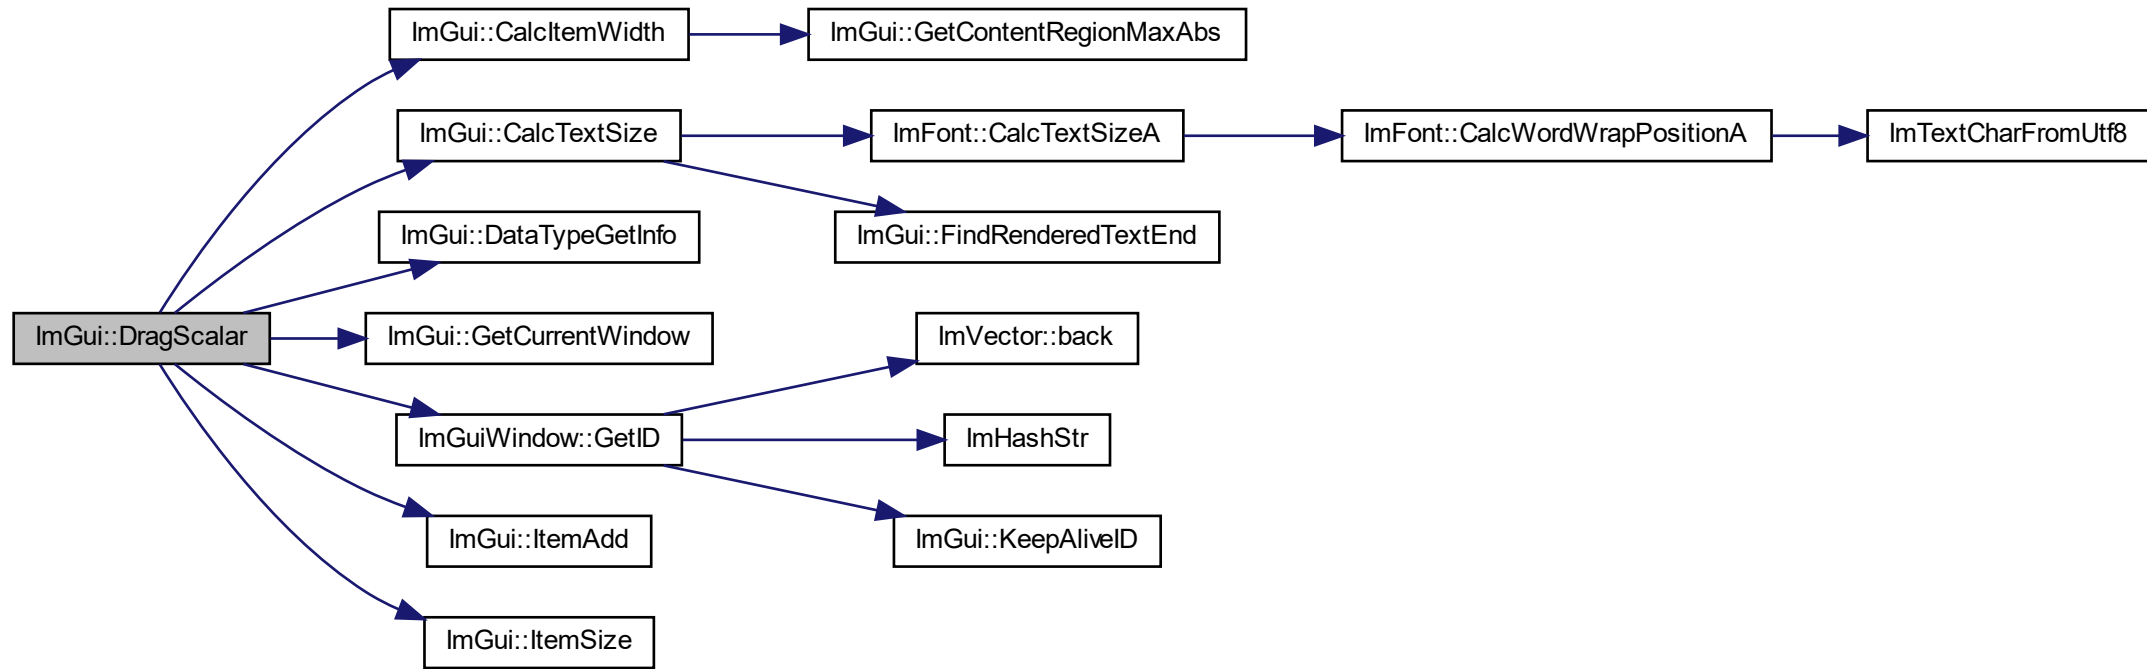 ImGui::CalcItemWidth
ImGui::GetContentRegionMaxAbs
ImGui::CalcTextSize
ImFont::CalcTextSizeA
ImFont::CalcWordWrapPositionA
ImTextCharFromUtf8
ImGui::DataTypeGetInfo
ImGui::FindRenderedTextEnd
ImGui::DragScalar
ImGui::GetCurrentWindow
ImVector::back
ImGuiWindow::GetID
ImHashStr
ImGui::ItemAdd
ImGui::KeepAliveID
ImGui::ItemSize